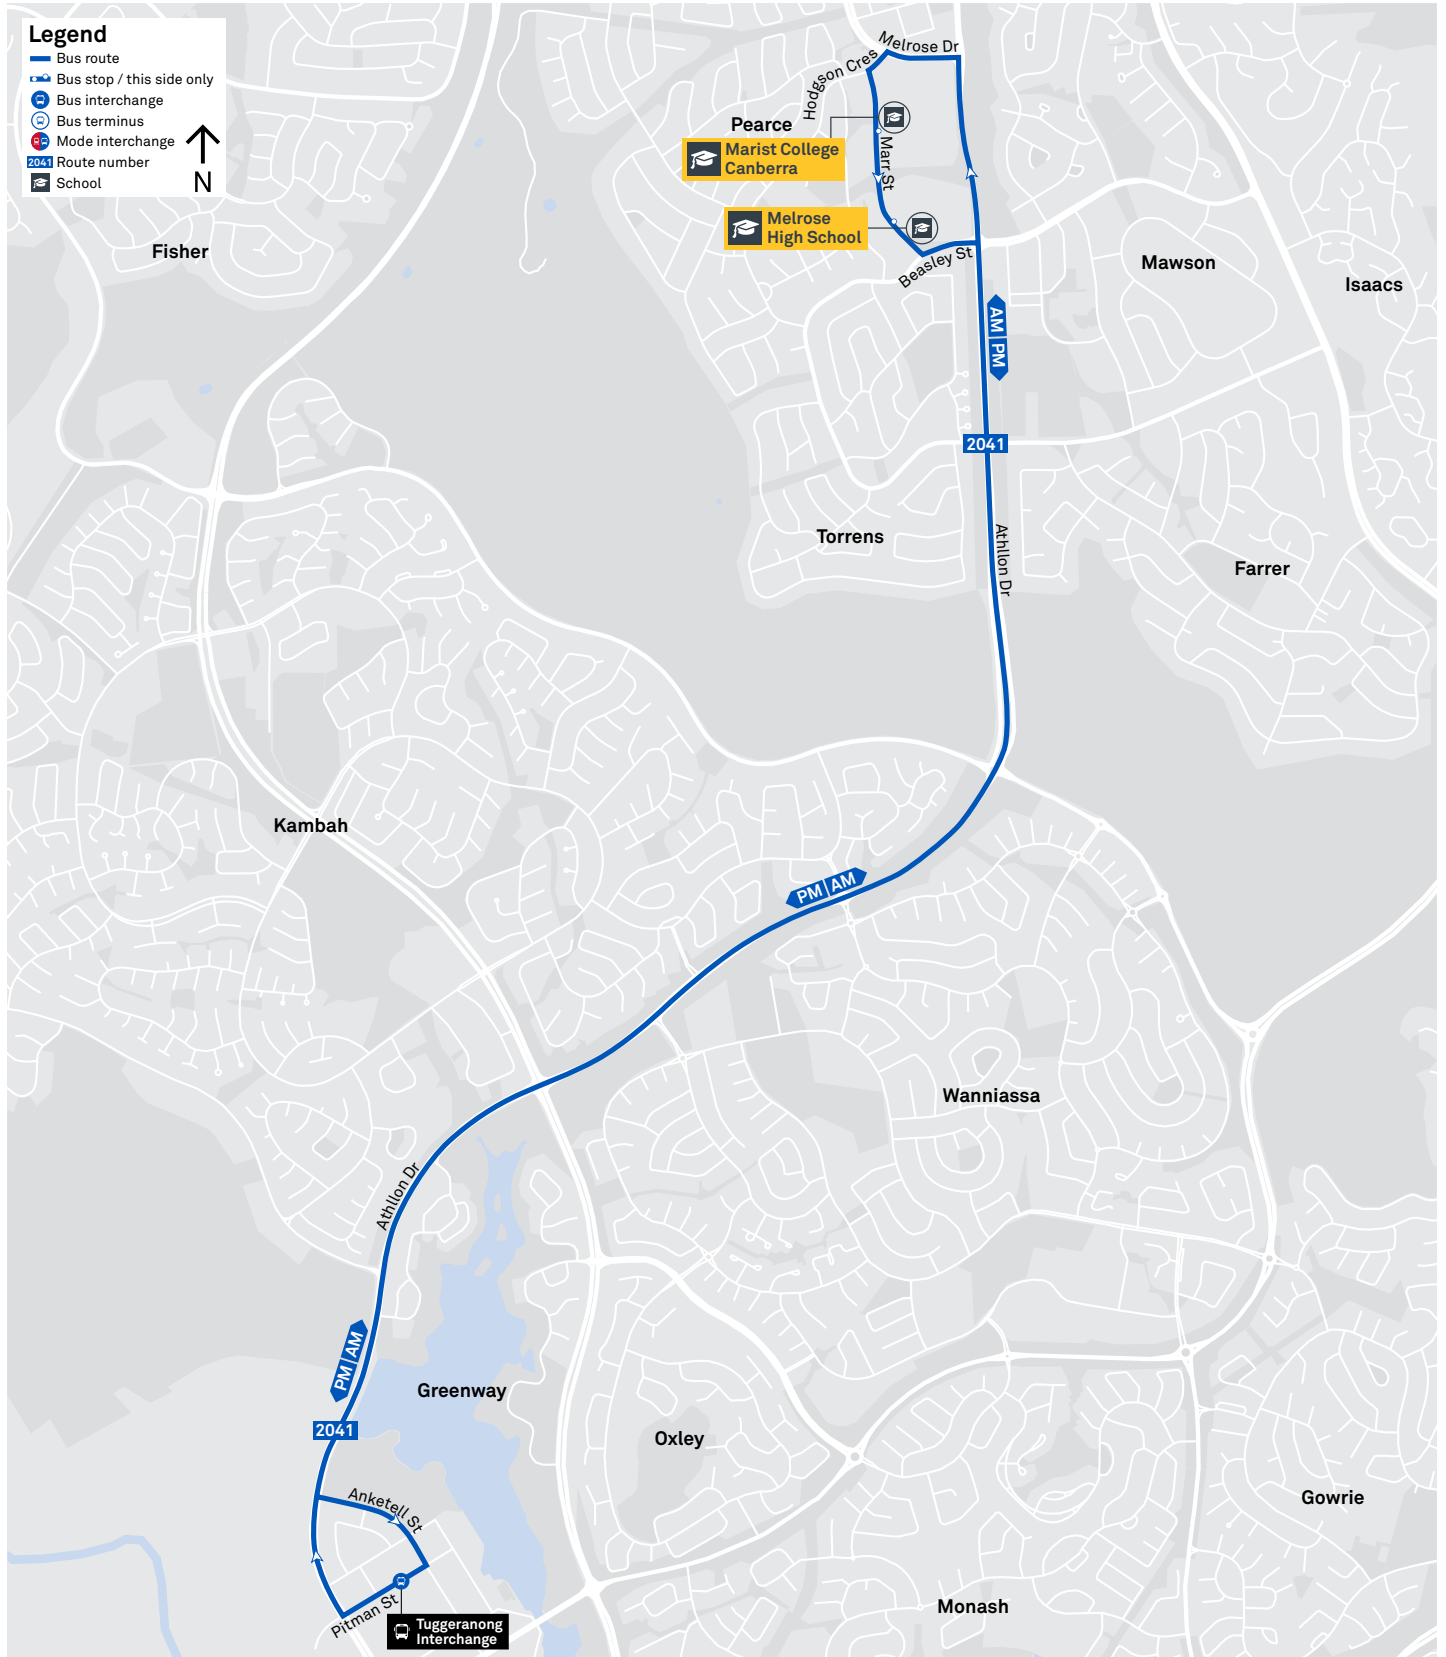 Legend
Bus route
Bus stop / this side only
Bus interchange
Bus terminus
Mode interchange
2041 Route number
School
N
Melrose Dr
Hodgson Cres
Pearce
Marist College
Canberra
Marr St
Melrose
High School
Beasley St
Fisher
Mawson
Isaacs
AM | PM
2041
Torrens
Athllon Dr
Farrer
Kambah
PM | AM
Wanniassa
Athllon Dr
PM | AM
Greenway
2041
Oxley
Anketell St
Gowrie
Pitman St
Tuggeranong
Interchange
Monash